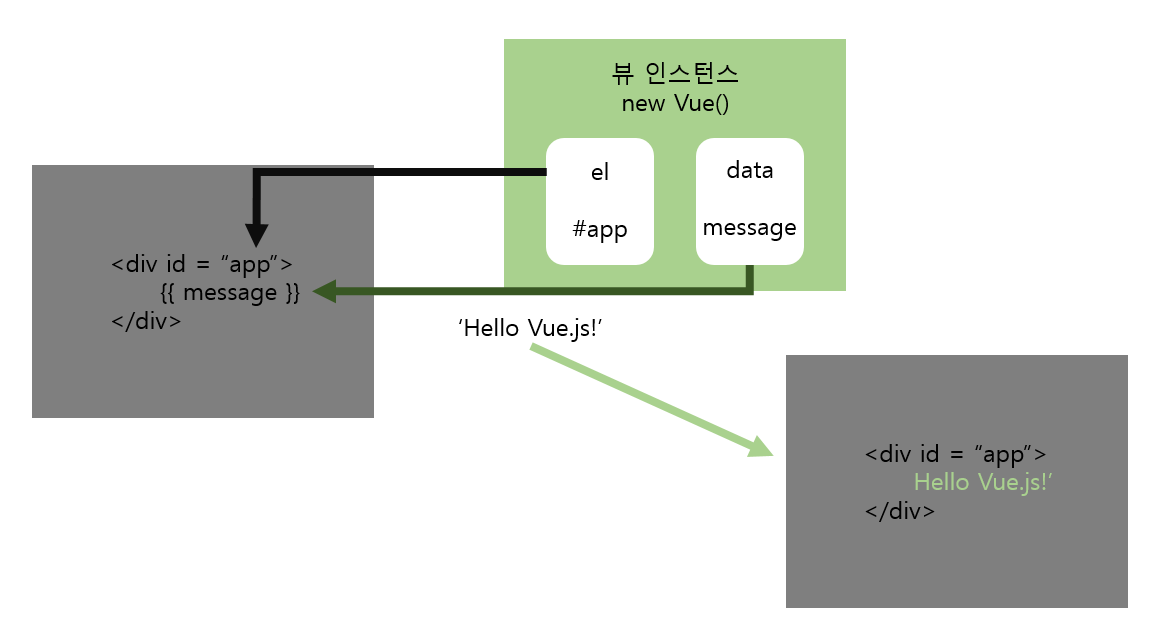 뷰 인스턴스
new Vue()
el
#app
data
message
<div id = “app”>
{{ message }}
</div>
‘Hello Vue.js!’
<div id = “app”>
Hello Vue.js!’
</div>